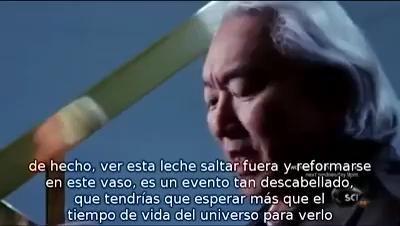 de hecho, ver esta leche saltar fuera y reformarse
en este vaso, es un evento tan descabellado,
que tendrías que esperar más que el
tiempo de vida del universo para verlo
SCI